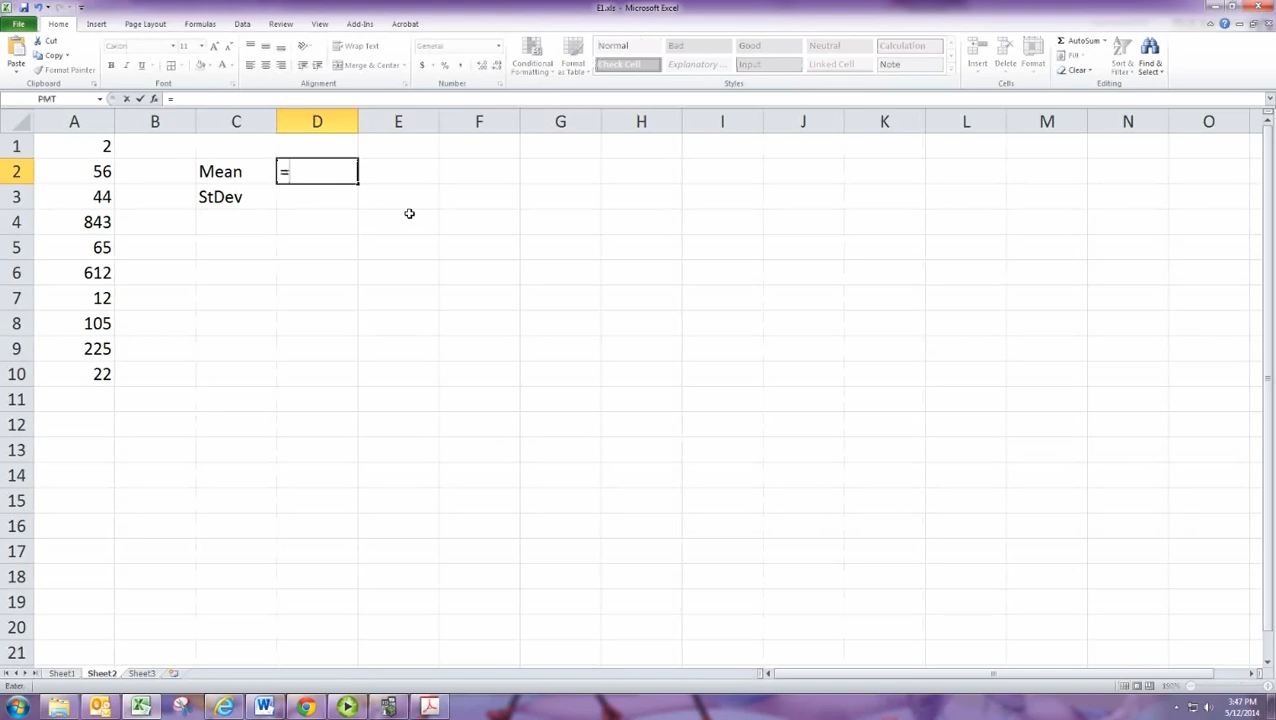 E1.xls - Microsoft Excel
File Home Insert Page Layout Formulas Data Review View Add-Ins Acrobat
Cut
Copy
Format Painter
Paste
Clipboard
11
B I U
Font
Wrap Text
Merge & Center
Alignment
General
$ % ,
Number
Conditional Formatting
Format as Table
Normal Bad Good Neutral Calculation
Check Cell Explanatory ... Input Linked Cell Note
Styles
Insert Delete Format
Cells
Σ AutoSum
Fill
Clear
Sort & Filter
Find & Select
Editing
PMT fx =
A B C D E F G H I J K L M N O
1 2
2 56 Mean =
3 44 StDev
4 843
5 65
6 612
7 12
8 105
9 225
10 22
11
12
13
14
15
16
17
18
19
20
21
Sheet1 Sheet2 Sheet3
Enter
190%
3:47 PM
5/12/2014